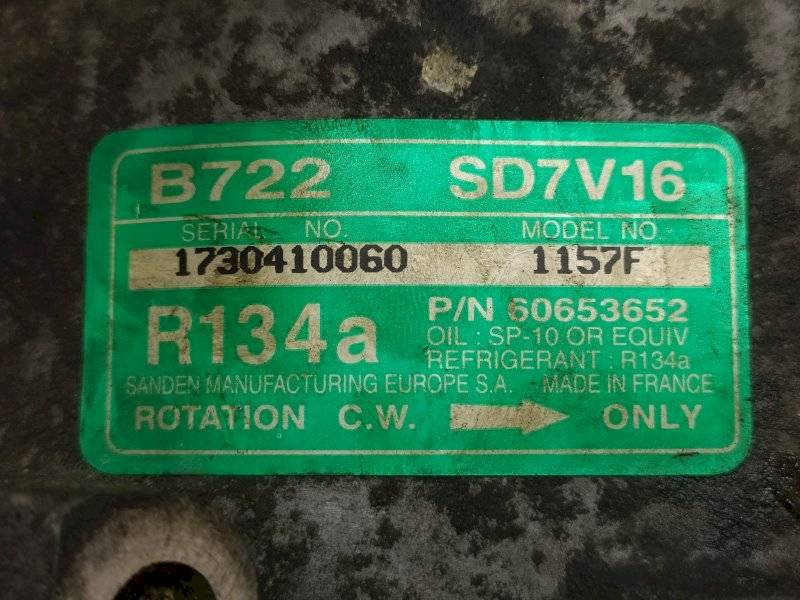 B722 SD7V16
SERIAL NO. MODEL NO.
1730410060 1157F
R134a P/N 60653652
OIL : SP-10 OR EQUIV
REFRIGERANT : R134a
SANDEN MANUFACTURING EUROPE S.A. MADE IN FRANCE
ROTATION C.W. ONLY